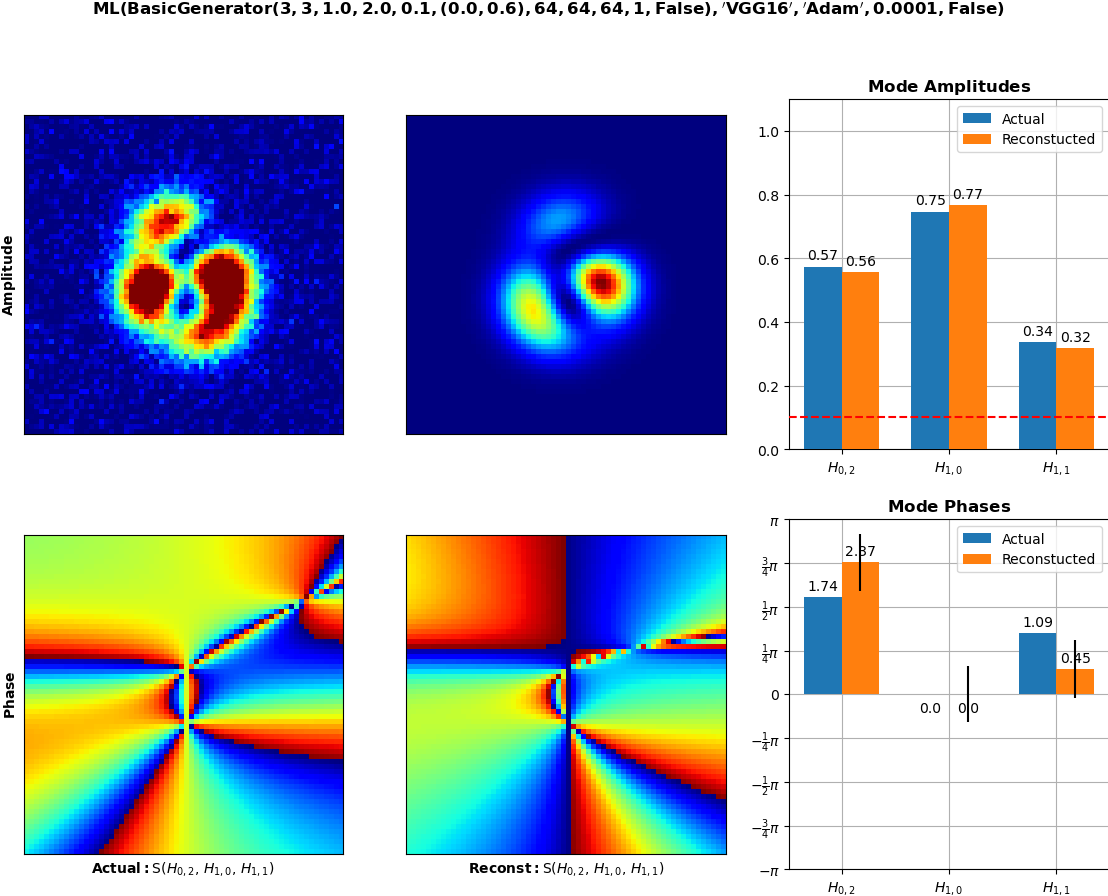 ML(BasicGenerator(3, 3, 1.0, 2.0, 0.1, (0.0, 0.6), 64, 64, 64, 1, False), ′VGG16′, ′Adam′, 0.0001, False)
Amplitude
Mode Amplitudes
Actual
Reconstucted
1.0
0.8
0.6
0.4
0.2
0.0
0.57
0.56
0.75
0.77
0.34
0.32
H0, 2
H1, 0
H1, 1
Phase
Actual: S(H0, 2, H1, 0, H1, 1)
Reconst: S(H0, 2, H1, 0, H1, 1)
Mode Phases
Actual
Reconstucted
π
3/4π
1/2π
1/4π
0
−1/4π
−1/2π
−3/4π
−π
1.74
2.37
0.0
0.0
1.09
0.45
H0, 2
H1, 0
H1, 1